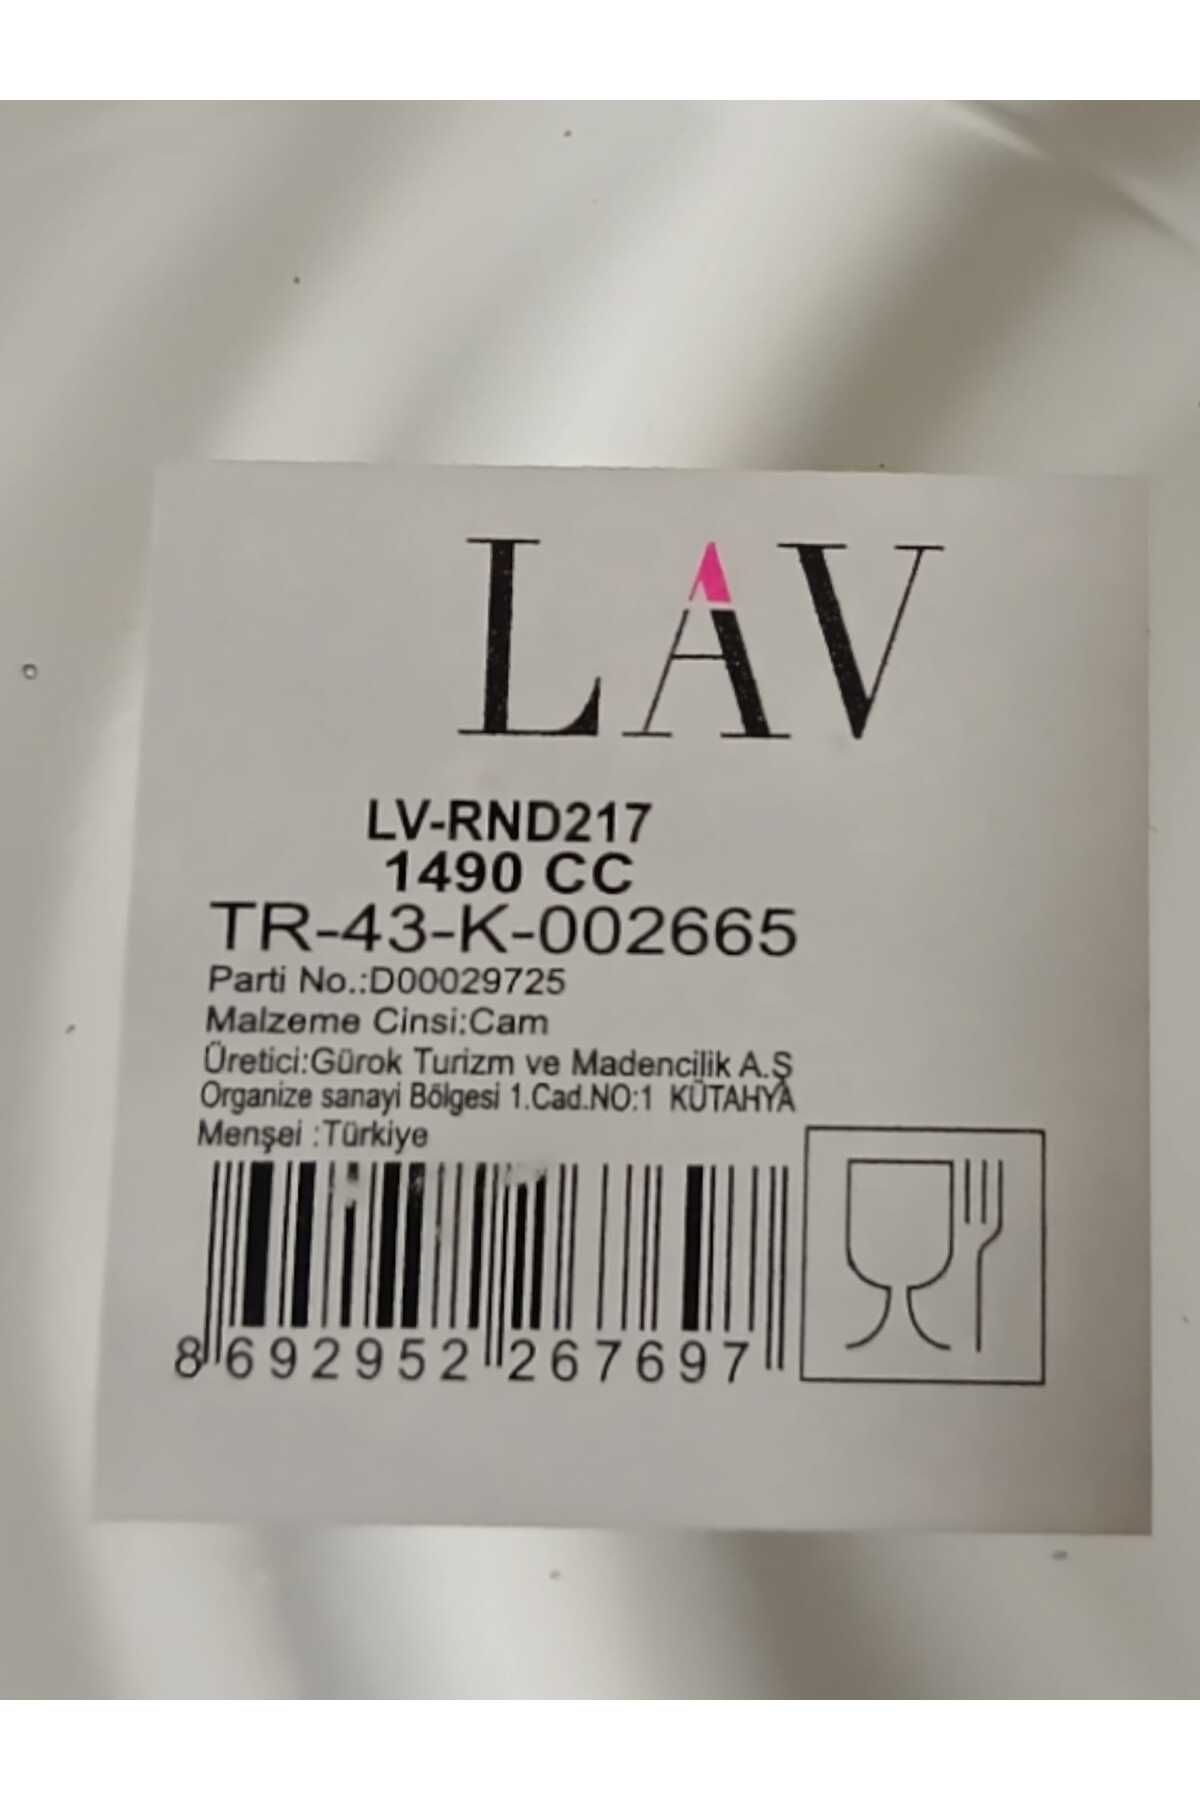 LAV
LV-RND217
1490 CC
TR-43-K-002665
Parti No.:D00029725
Malzeme Cinsi:Cam
Üretici:Gürok Turizm ve Madencilik A.Ş
Organize sanayi Bölgesi 1.Cad.NO:1 KÜTAHYA
Menşei :Türkiye
8 692952 267697